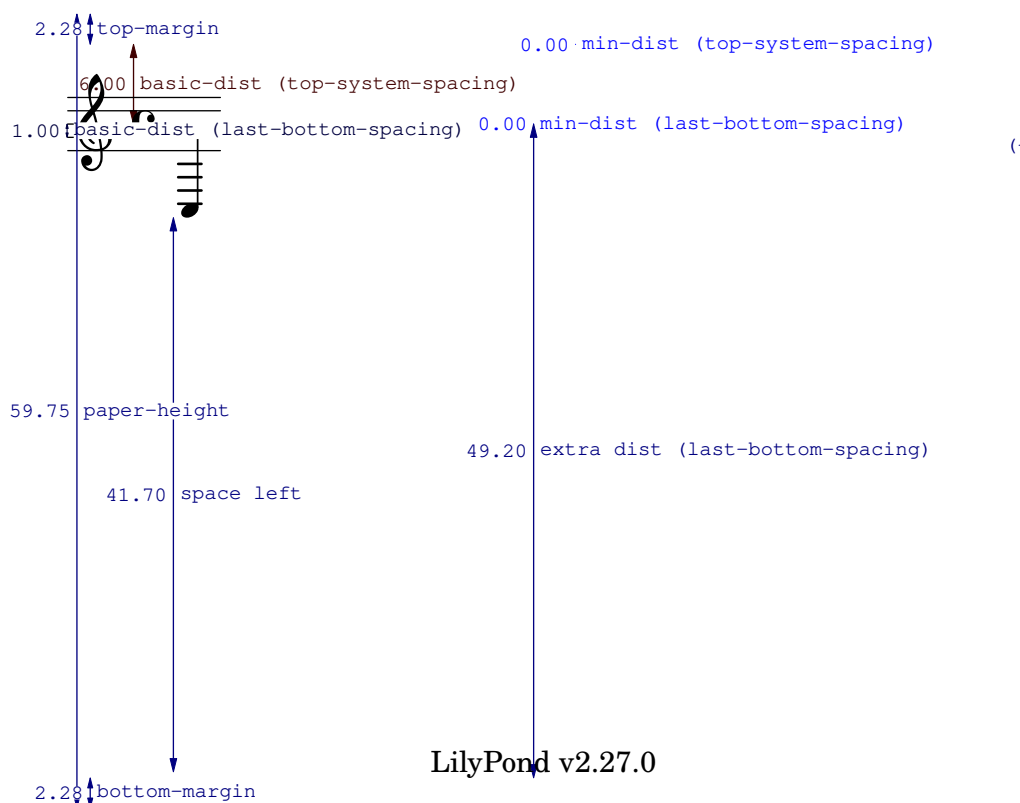 2.28 top-margin
0.00 min-dist (top-system-spacing)
6.00 basic-dist (top-system-spacing)
1.00 basic-dist (last-bottom-spacing)
0.00 min-dist (last-bottom-spacing)
59.75 paper-height
49.20 extra dist (last-bottom-spacing)
41.70 space left
LilyPond v2.27.0
2.28 bottom-margin